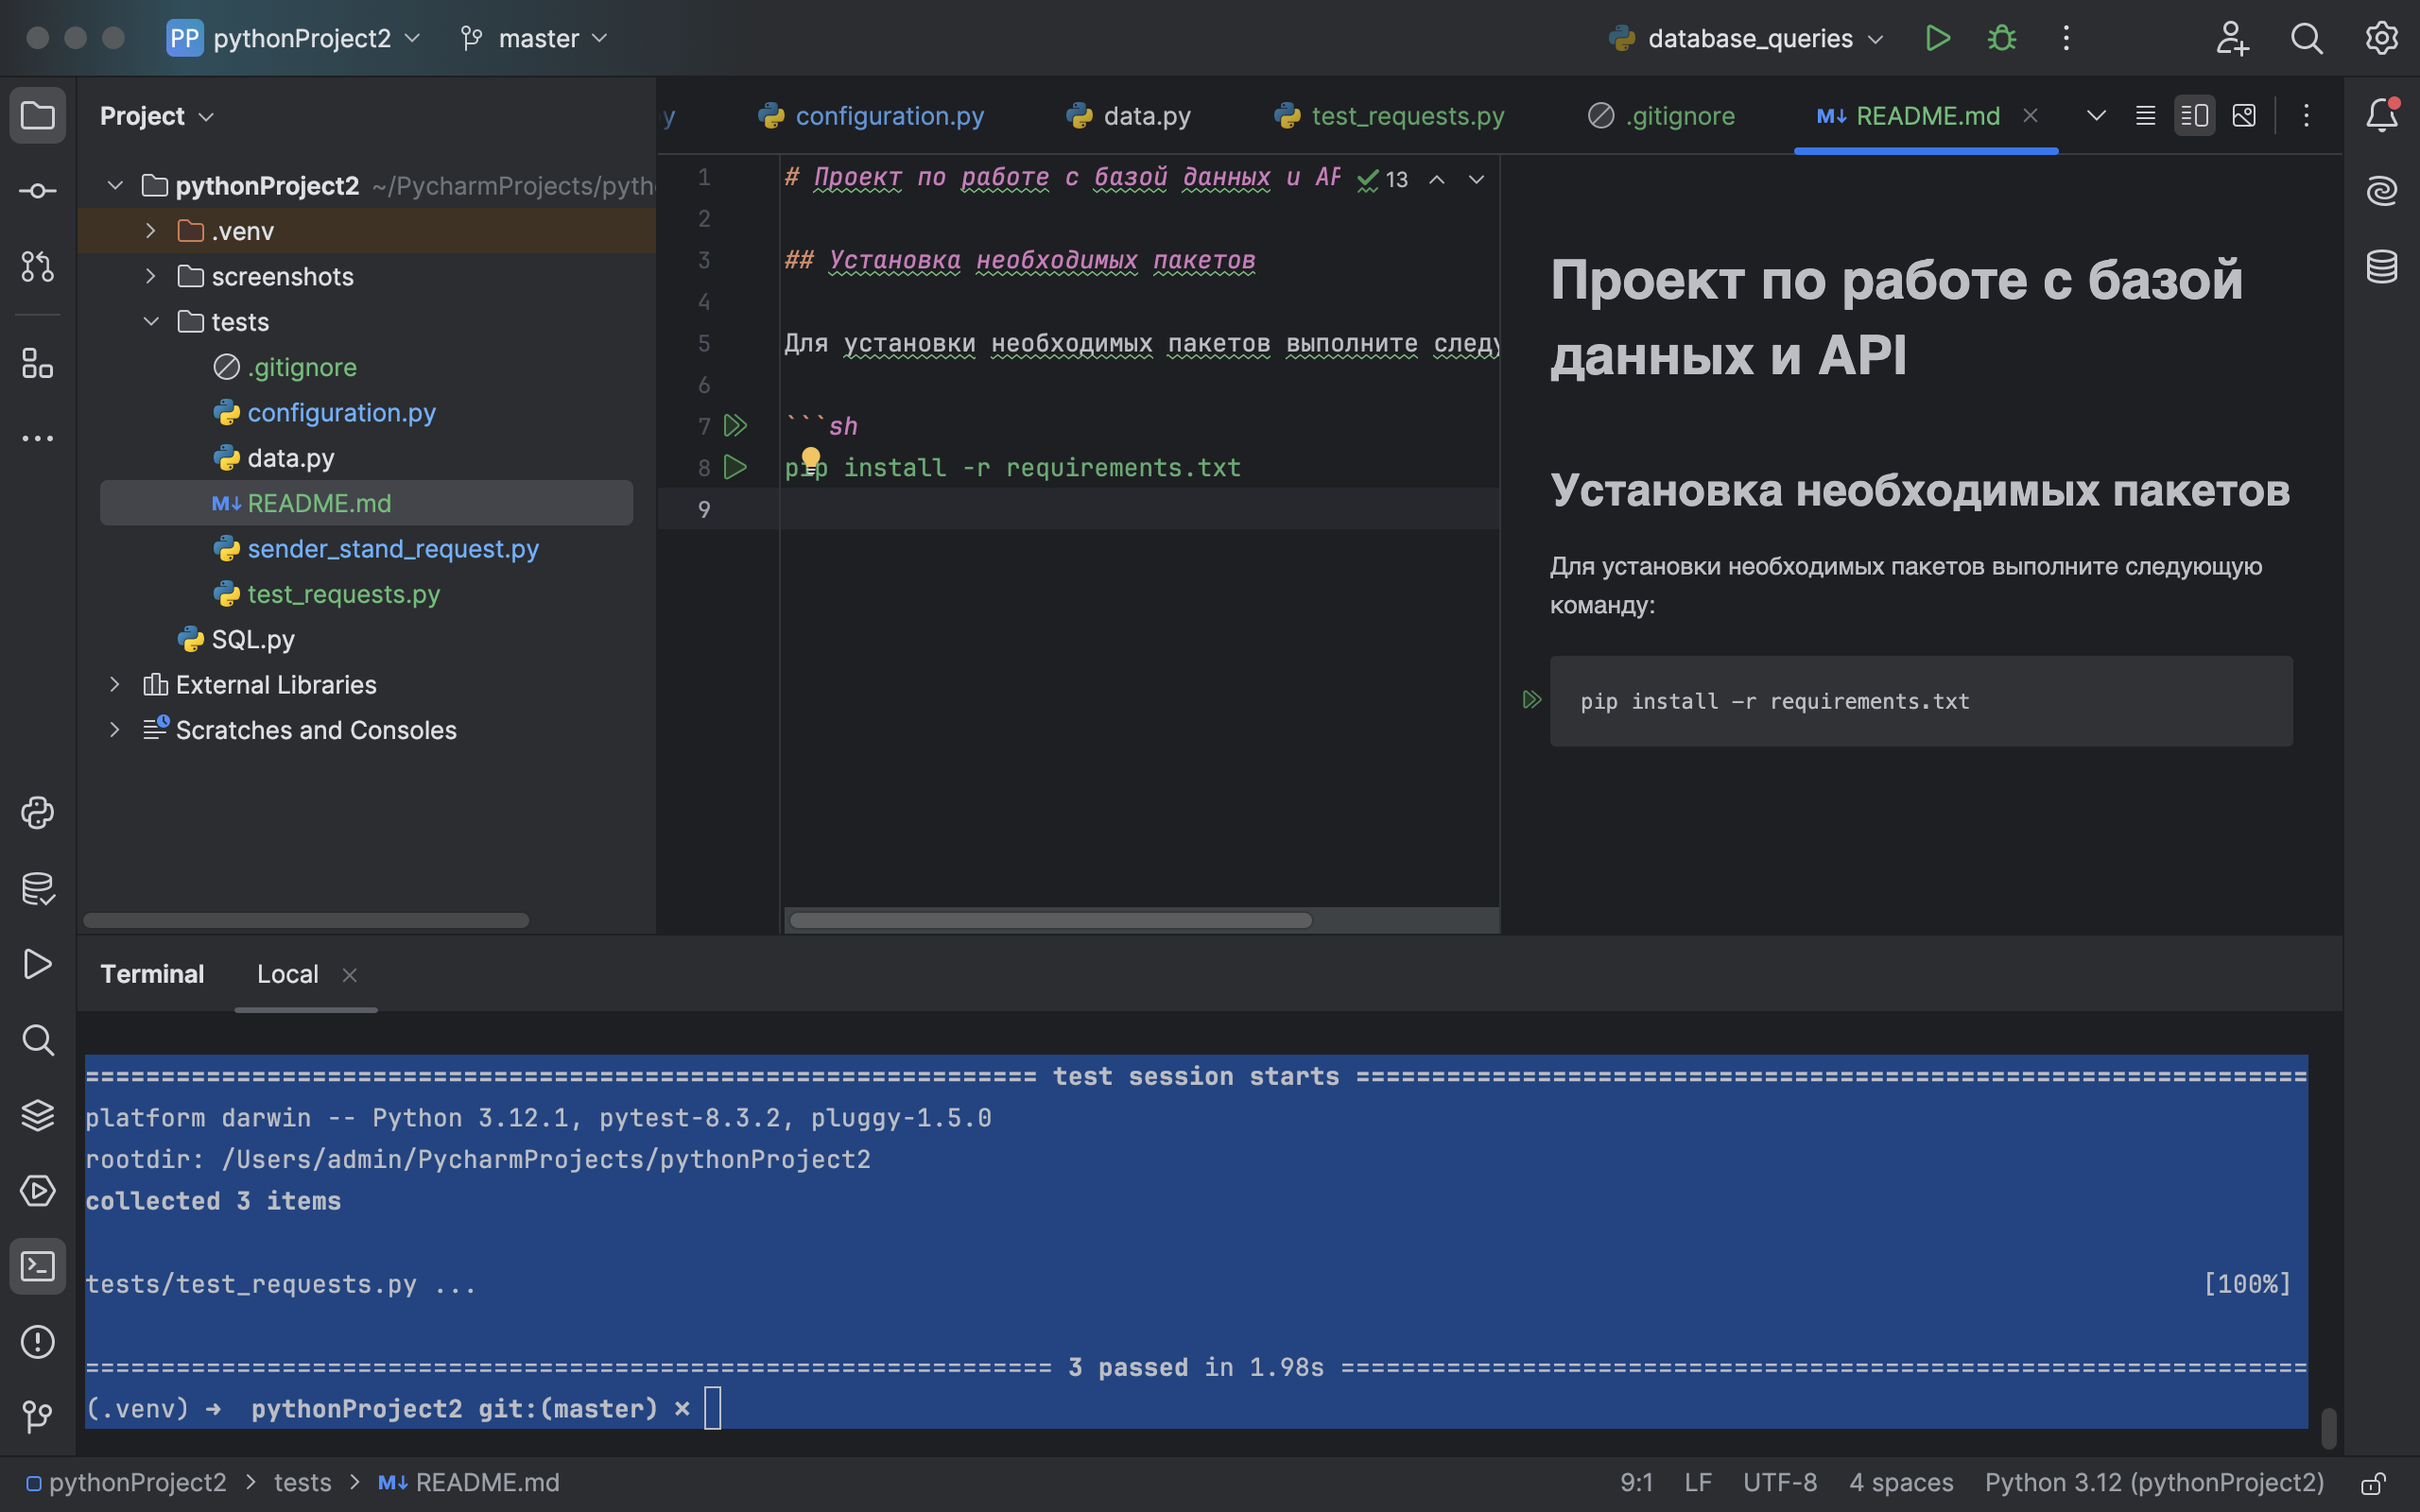 PP pythonProject2 master database_queries
Project
y configuration.py data.py test_requests.py .gitignore README.md
pythonProject2 ~/PycharmProjects/pyth
.venv
screenshots
tests
.gitignore
configuration.py
data.py
README.md
sender_stand_request.py
test_requests.py
SQL.py
External Libraries
Scratches and Consoles
1 # Проект по работе с базой данных и AP 13
2
3 ## Установка необходимых пакетов
4
5 Для установки необходимых пакетов выполните следу
6
7 ```sh
8 pip install -r requirements.txt
9
Проект по работе с базой
данных и API
Установка необходимых пакетов
Для установки необходимых пакетов выполните следующую
команду:
pip install -r requirements.txt
Terminal Local
============================== test session starts ==============================
platform darwin -- Python 3.12.1, pytest-8.3.2, pluggy-1.5.0
rootdir: /Users/admin/PycharmProjects/pythonProject2
collected 3 items
tests/test_requests.py ... [100%]
============================== 3 passed in 1.98s ==============================
(.venv) ➜ pythonProject2 git:(master) ×
pythonProject2 > tests > README.md 9:1 LF UTF-8 4 spaces Python 3.12 (pythonProject2)